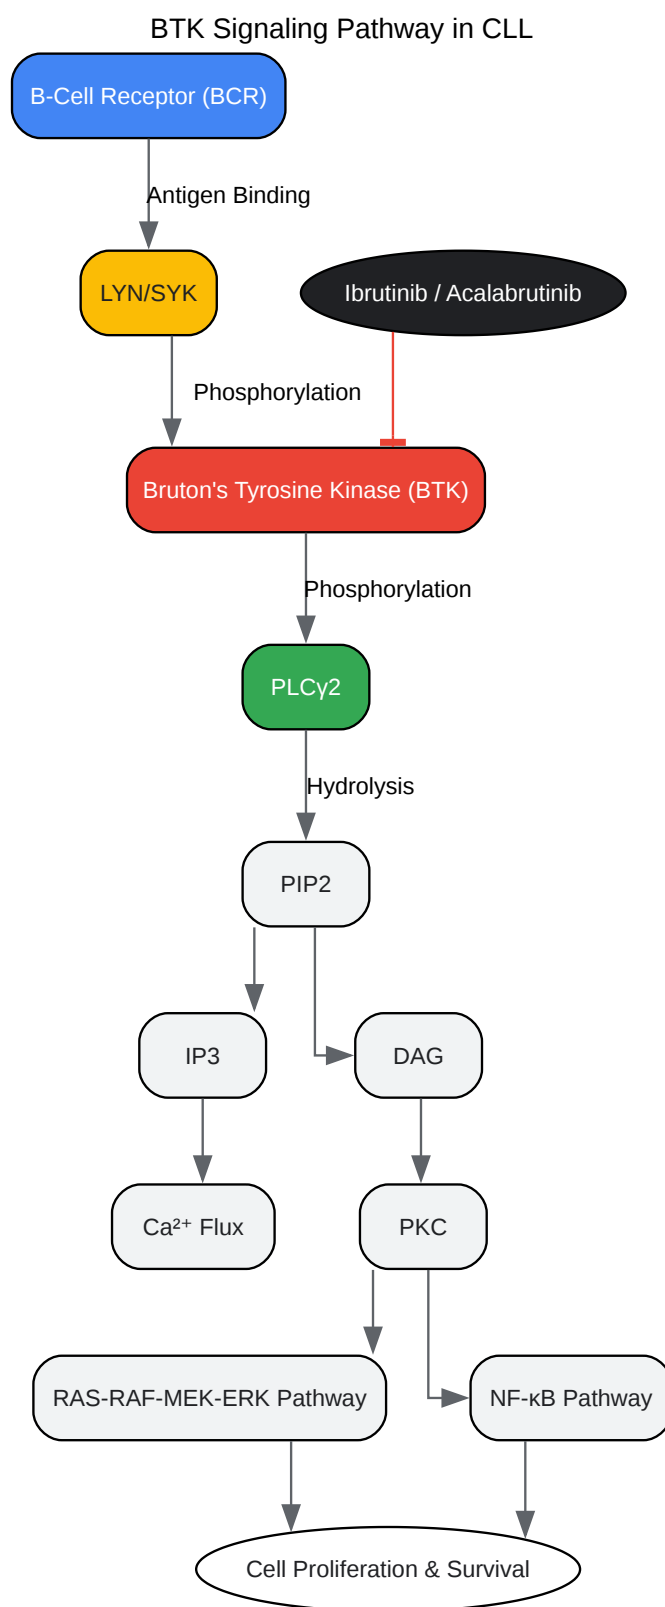 BTK Signaling Pathway in CLL
B-Cell Receptor (BCR)
Antigen Binding
LYN/SYK
Ibrutinib / Acalabrutinib
Phosphorylation
Bruton's Tyrosine Kinase (BTK)
Phosphorylation
PLCγ2
Hydrolysis
PIP2
IP3
DAG
Ca²⁺ Flux
PKC
RAS-RAF-MEK-ERK Pathway
NF-κB Pathway
Cell Proliferation & Survival